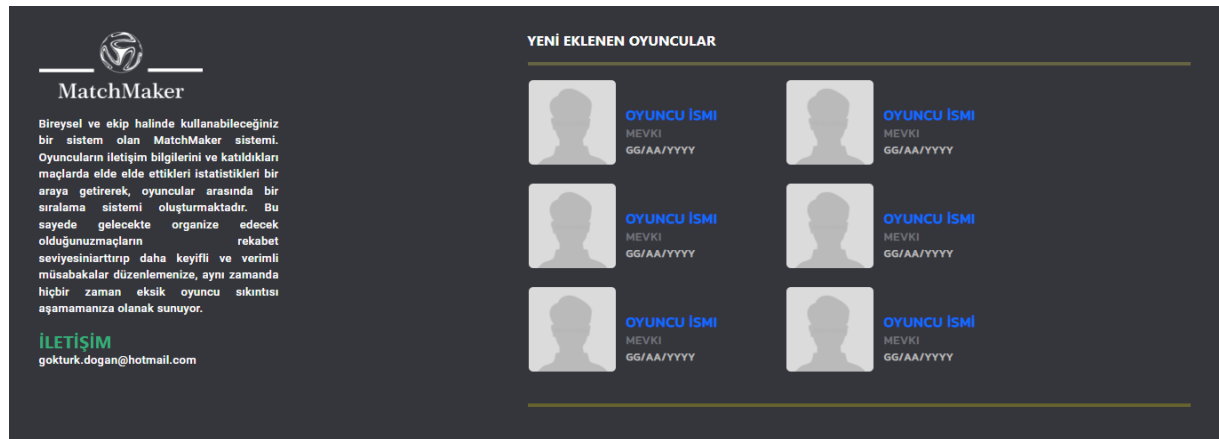 MatchMaker
Bireysel ve ekip halinde kullanabileceğiniz
bir sistem olan MatchMaker sistemi.
Oyuncuların iletişim bilgilerini ve katıldıkları
maçlarda elde elde ettikleri istatistikleri bir
araya getirerek, oyuncular arasında bir
sıralama sistemi oluşturmaktadır. Bu
sayede gelecekte organize edecek
olduğunuzmaçların rekabet
seviyesiniarttırıp daha keyifli ve verimli
müsabakalar düzenlemenize, aynı zamanda
hiçbir zaman eksik oyuncu sıkıntısı
aşamamanıza olanak sunuyor.
İLETİŞİM
gokturk.dogan@hotmail.com
YENİ EKLENEN OYUNCULAR
OYUNCU İSMI
MEVKI
GG/AA/YYYY
OYUNCU İSMI
MEVKI
GG/AA/YYYY
OYUNCU İSMI
MEVKI
GG/AA/YYYY
OYUNCU İSMI
MEVKI
GG/AA/YYYY
OYUNCU İSMI
MEVKI
GG/AA/YYYY
OYUNCU İSMİ
MEVKI
GG/AA/YYYY